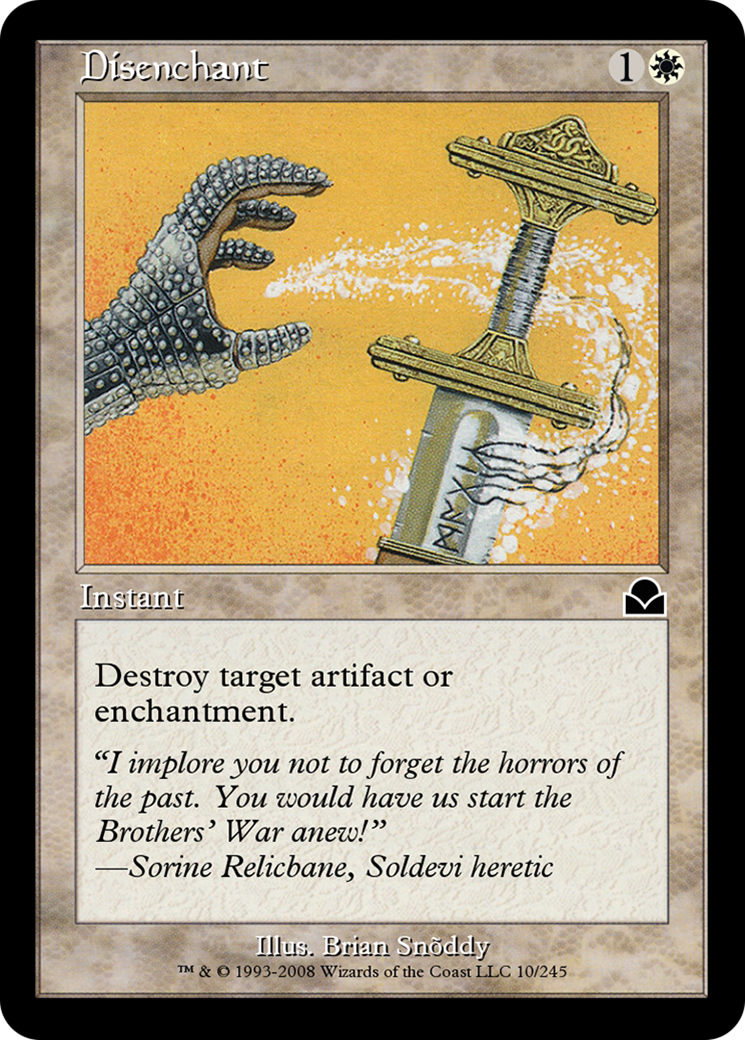 Disenchant 1
Instant
Destroy target artifact or
enchantment.
“I implore you not to forget the horrors of
the past. You would have us start the
Brothers’ War anew!”
—Sorine Relicbane, Soldevi heretic
Illus. Brian Snõddy
™ & © 1993-2008 Wizards of the Coast LLC 10/245